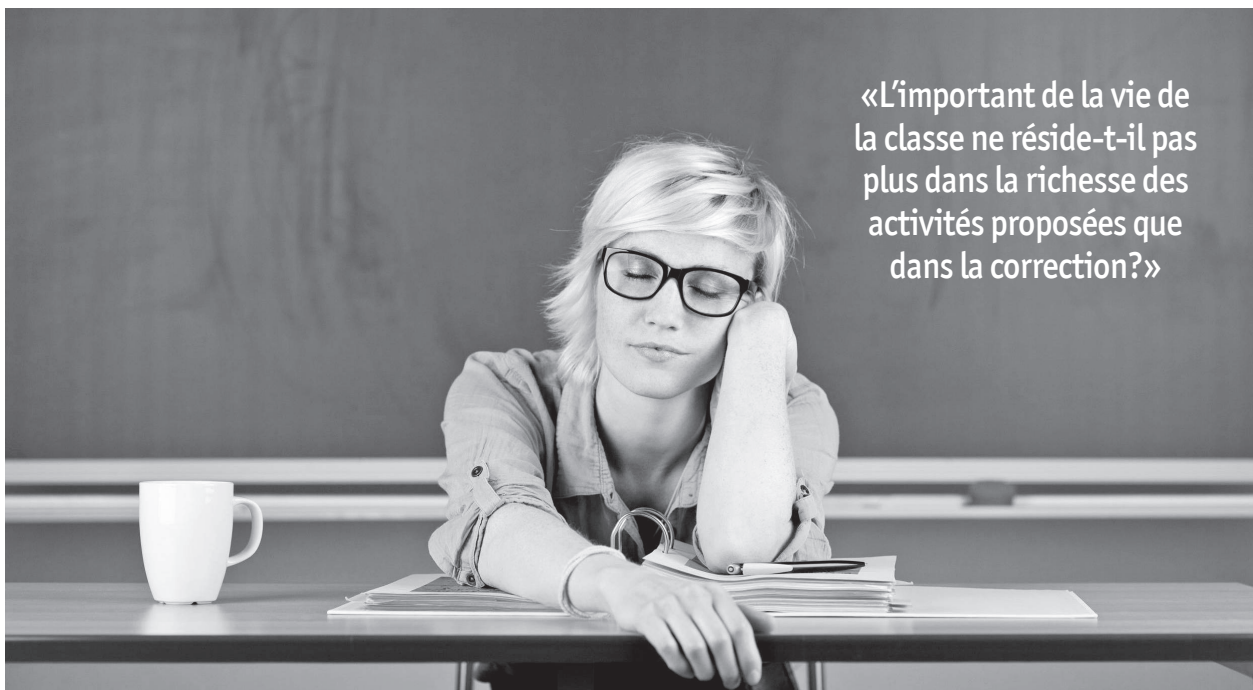 «L'important de la vie de
la classe ne réside-t-il pas
plus dans la richesse des
activités proposées que
dans la correction?»